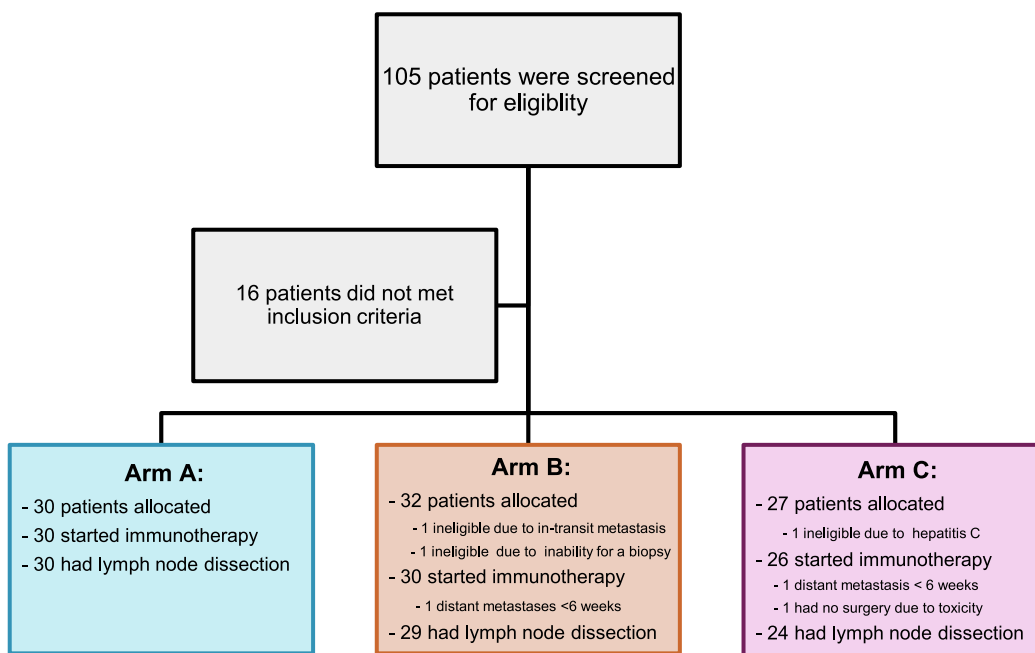 105 patients were screened
for eligiblity
16 patients did not met
inclusion criteria
Arm A:
- 30 patients allocated
- 30 started immunotherapy
- 30 had lymph node dissection
Arm B:
- 32 patients allocated
- 1 ineligible due to in-transit metastasis
- 1 ineligible due to inability for a biopsy
- 30 started immunotherapy
- 1 distant metastases <6 weeks
- 29 had lymph node dissection
Arm C:
- 27 patients allocated
- 1 ineligible due to hepatitis C
- 26 started immunotherapy
- 1 distant metastasis < 6 weeks
- 1 had no surgery due to toxicity
- 24 had lymph node dissection